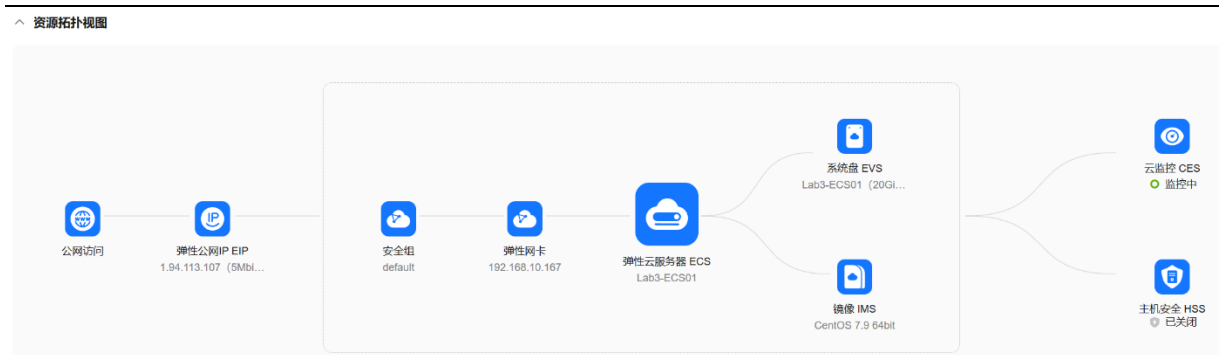 资源拓扑视图
www
公网访问
IP
弹性公网IP EIP
1.94.113.107（5Mbi...
安全组
default
弹性网卡
192.168.10.167
弹性云服务器 ECS
Lab3-ECS01
系统盘 EVS
Lab3-ECS01（20Gi...
镜像 IMS
CentOS 7.9 64bit
云监控 CES
监控中
主机安全 HSS
已关闭